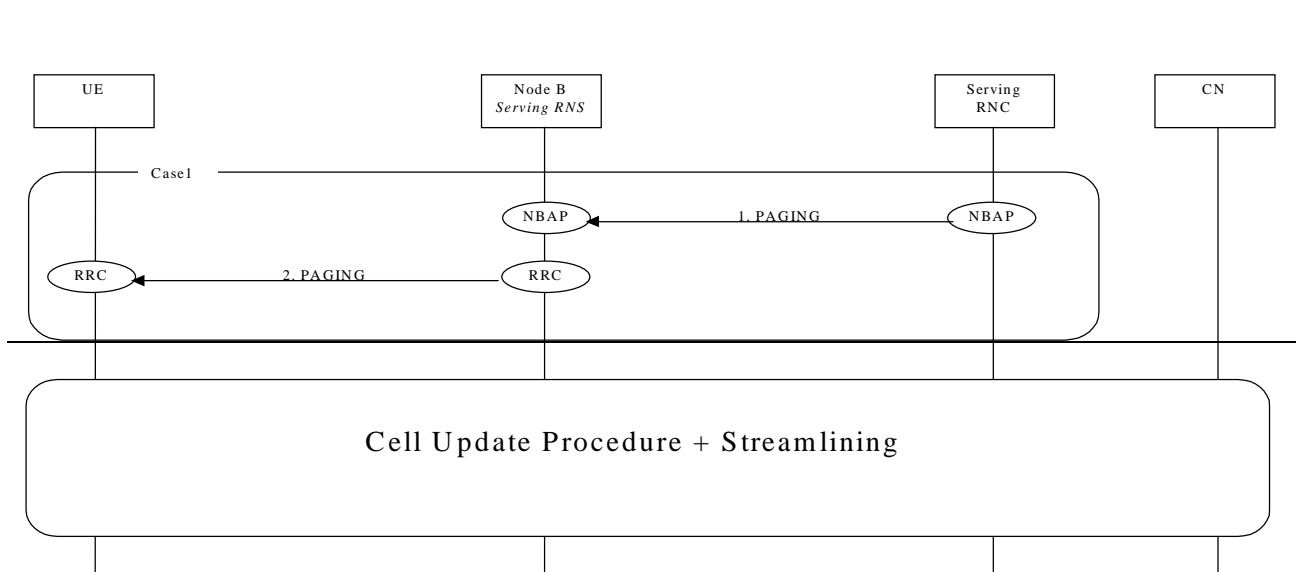 UE
Node B
Serving RNS
Serving
RNC
CN
Case1
NBAP
1. PAGING
NBAP
RRC
2. PAGING
RRC
Cell Update Procedure + Streamlining